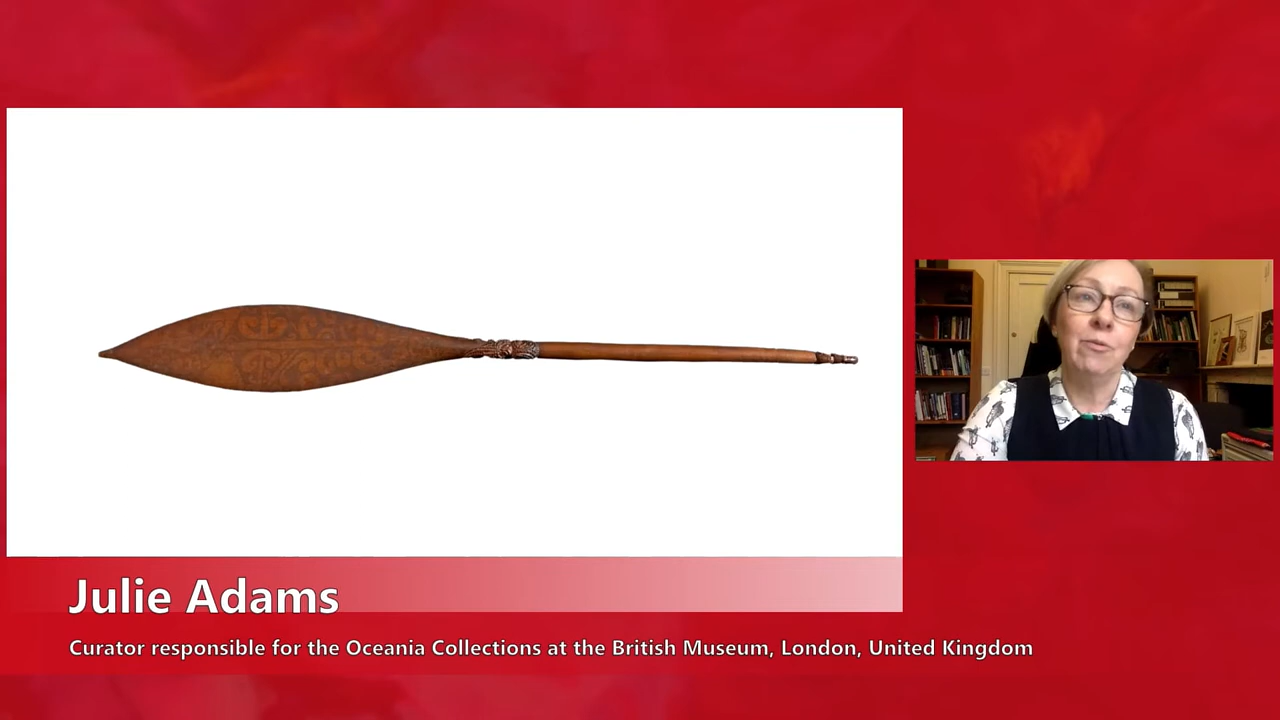 Julie Adams
Curator responsible for the Oceania Collections at the British Museum, London, United Kingdom